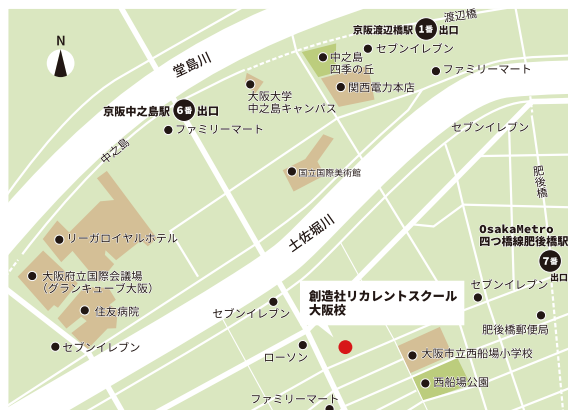 N
渡辺橋
京阪渡辺橋駅 1番 出口
堂島川
セブンイレブン
中之島
四季の丘
ファミリーマート
関西電力本店
大阪大学
中之島キャンパス
京阪中之島駅 6番 出口
ファミリーマート
セブンイレブン
中之島
国立国際美術館
肥後橋
土佐堀川
OsakaMetro
四つ橋線肥後橋駅
7番
出口
リーガロイヤルホテル
大阪府立国際会議場
（グランキューブ大阪）
住友病院
セブンイレブン
セブンイレブン
創造社リカレントスクール
大阪校
セブンイレブン
肥後橋郵便局
ローソン
大阪市立西船場小学校
西船場公園
ファミリーマート